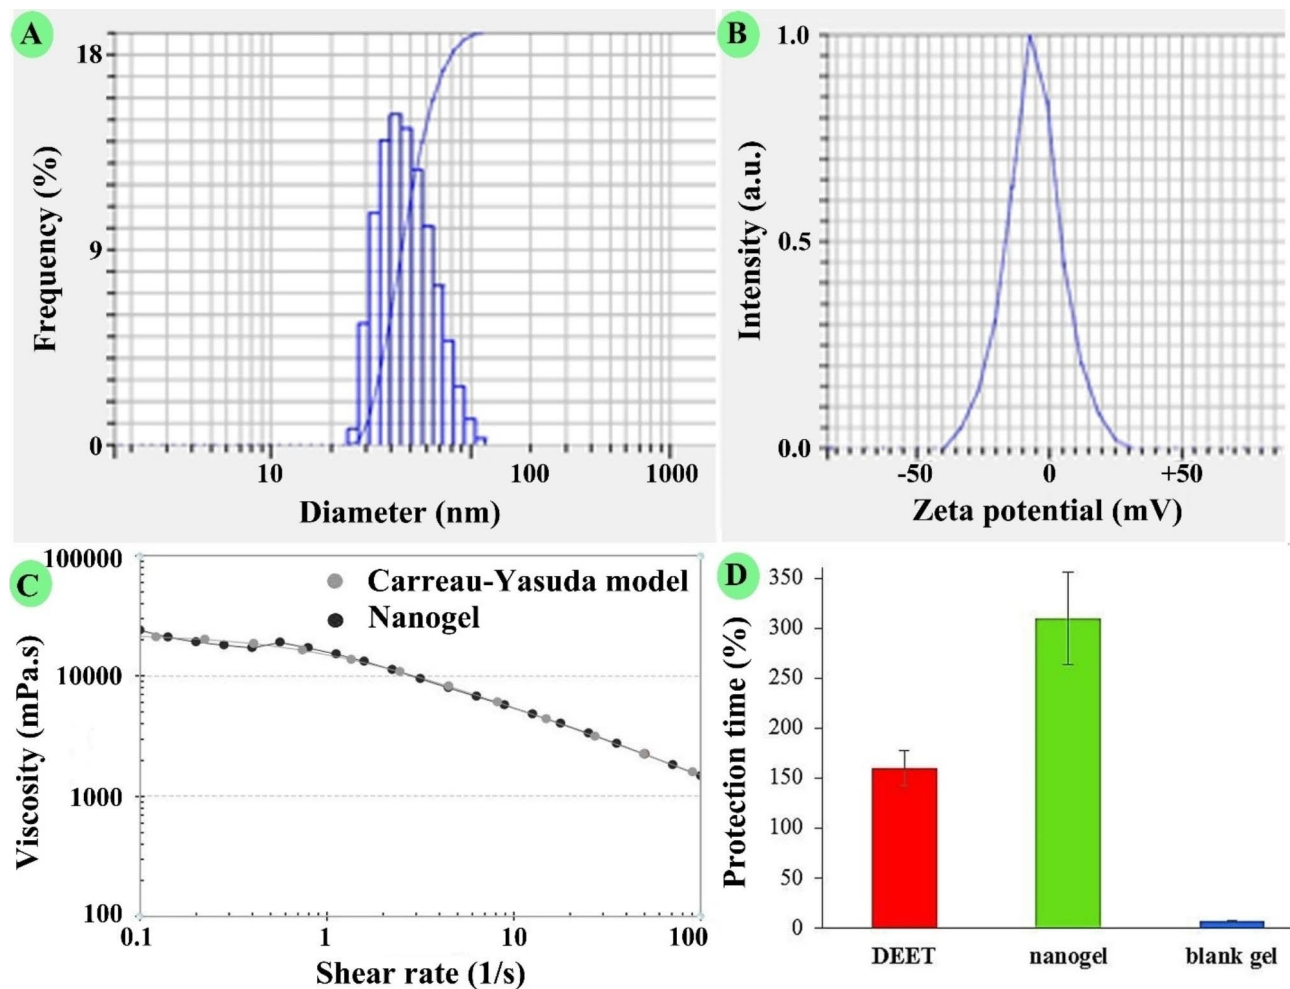 A
18
9
0
Frequency (%)
10
100
1000
Diameter (nm)
B
1.0
0.5
0.0
Intensity (a.u.)
-50
0
+50
Zeta potential (mV)
C
100000
10000
1000
100
Viscosity (mPa.s)
Carreau-Yasuda model
Nanogel
0.1
1
10
100
Shear rate (1/s)
D
350
300
250
200
150
100
50
0
Protection time (%)
DEET
nanogel
blank gel